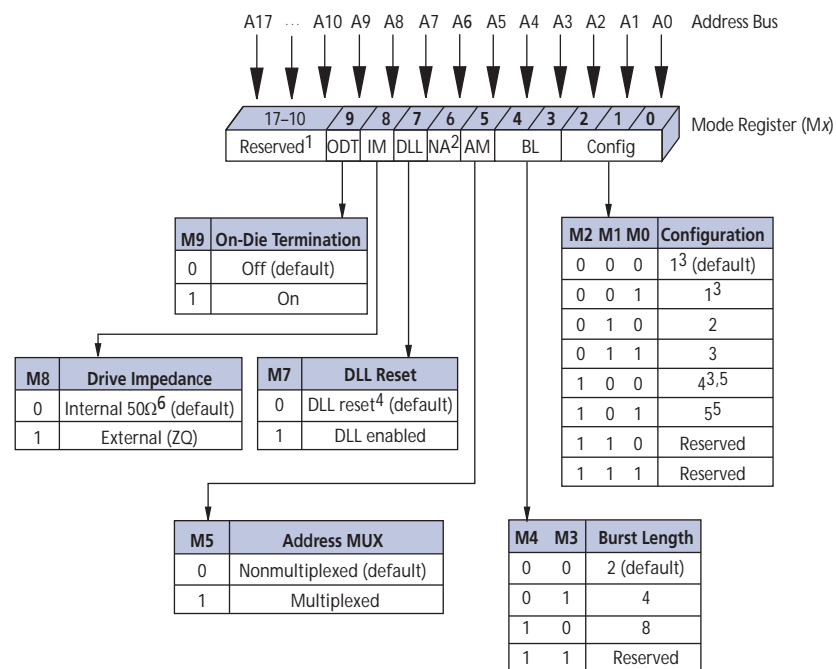 A17 ... A10 A9 A8 A7 A6 A5 A4 A3 A2 A1 A0 Address Bus
17–10 9 8 7 6 5 4 3 2 1 0 Mode Register (Mx)
Reserved1 ODT IM DLL NA2 AM BL Config
M9 On-Die Termination
0 Off (default)
1 On
M2 M1 M0 Configuration
0 0 0 13 (default)
0 0 1 13
0 1 0 2
0 1 1 3
1 0 0 43,5
1 0 1 55
1 1 0 Reserved
1 1 1 Reserved
M8 Drive Impedance
0 Internal 50Ω6 (default)
1 External (ZQ)
M7 DLL Reset
0 DLL reset4 (default)
1 DLL enabled
M5 Address MUX
0 Nonmultiplexed (default)
1 Multiplexed
M4 M3 Burst Length
0 0 2 (default)
0 1 4
1 0 8
1 1 Reserved